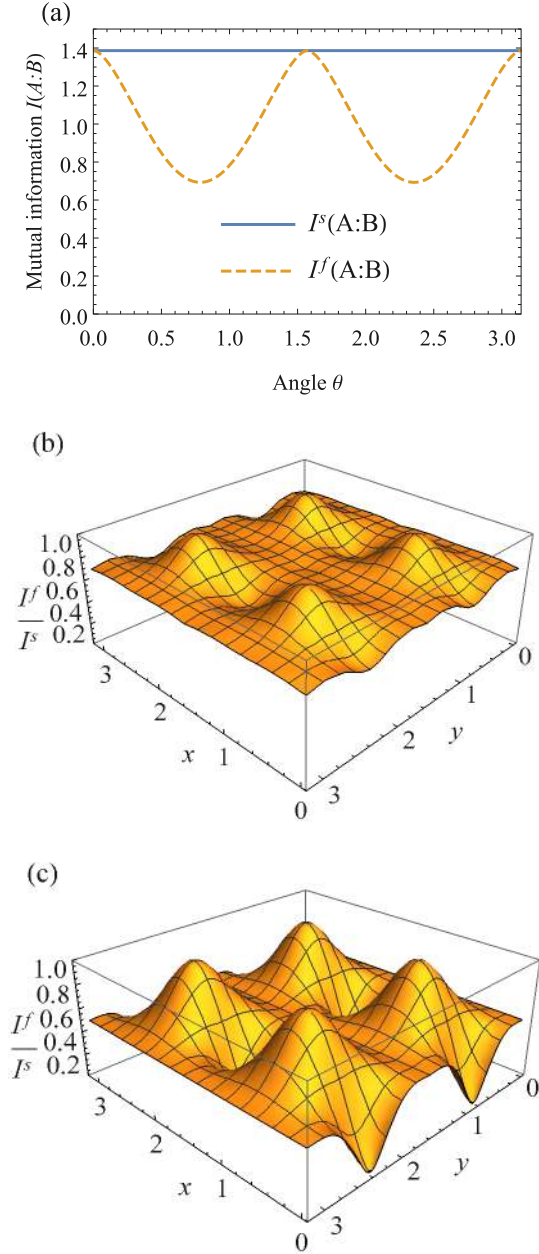 (a)
Mutual information I(A:B)
1.4
1.2
1.0
0.8
0.6
0.4
0.2
0.0
I^s(A:B)
I^f(A:B)
0.0 0.5 1.0 1.5 2.0 2.5 3.0
Angle θ
(b)
1.0
0.8
0.6
0.4
0.2
I^f
I^s
3
2
1
0
x
0
1
2
3
y
(c)
1.0
0.8
0.6
0.4
0.2
I^f
I^s
3
2
1
0
x
0
1
2
3
y